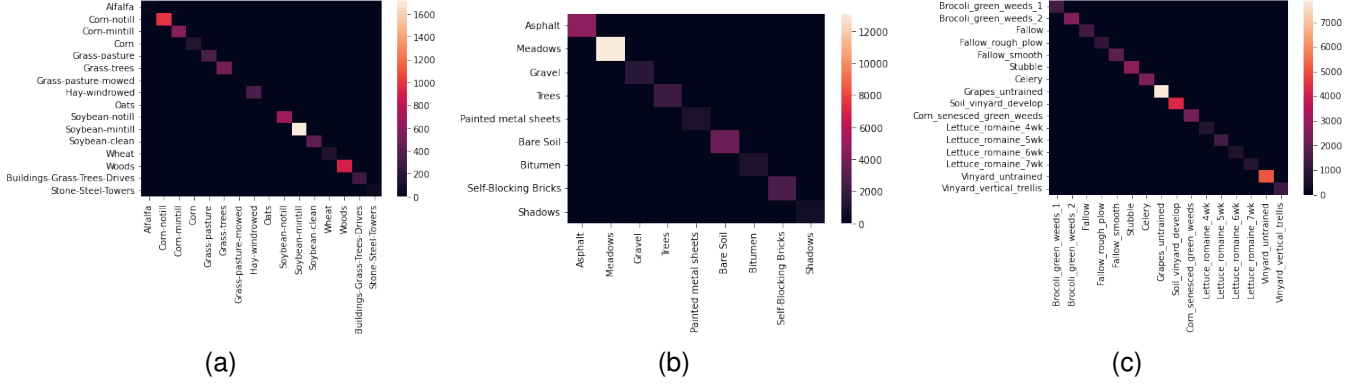 Alfalfa
Corn-notill
Corn-mintill
Corn
Grass-pasture
Grass-trees
Grass-pasture-mowed
Hay-windrowed
Oats
Soybean-notill
Soybean-mintill
Soybean-clean
Wheat
Woods
Buildings-Grass-Trees-Drives
Stone-Steel-Towers
Alfalfa
Corn-notill
Corn-mintill
Corn
Grass-pasture
Grass-trees
Grass-pasture-mowed
Hay-windrowed
Oats
Soybean-notill
Soybean-mintill
Soybean-clean
Wheat
Woods
Buildings-Grass-Trees-Drives
Stone-Steel-Towers
1600
1400
1200
1000
800
600
400
200
0
(a)
Asphalt
Meadows
Gravel
Trees
Painted metal sheets
Bare Soil
Bitumen
Self-Blocking Bricks
Shadows
Asphalt
Meadows
Gravel
Trees
Painted metal sheets
Bare Soil
Bitumen
Self-Blocking Bricks
Shadows
12000
10000
8000
6000
4000
2000
0
(b)
Brocoli_green_weeds_1
Brocoli_green_weeds_2
Fallow
Fallow_rough_plow
Fallow_smooth
Stubble
Celery
Grapes_untrained
Soil_vinyard_develop
Corn_senesced_green_weeds
Lettuce_romaine_4wk
Lettuce_romaine_5wk
Lettuce_romaine_6wk
Lettuce_romaine_7wk
Vinyard_untrained
Vinyard_vertical_trellis
Brocoli_green_weeds_1
Brocoli_green_weeds_2
Fallow
Fallow_rough_plow
Fallow_smooth
Stubble
Celery
Grapes_untrained
Soil_vinyard_develop
Corn_senesced_green_weeds
Lettuce_romaine_4wk
Lettuce_romaine_5wk
Lettuce_romaine_6wk
Lettuce_romaine_7wk
Vinyard_untrained
Vinyard_vertical_trellis
7000
6000
5000
4000
3000
2000
1000
0
(c)